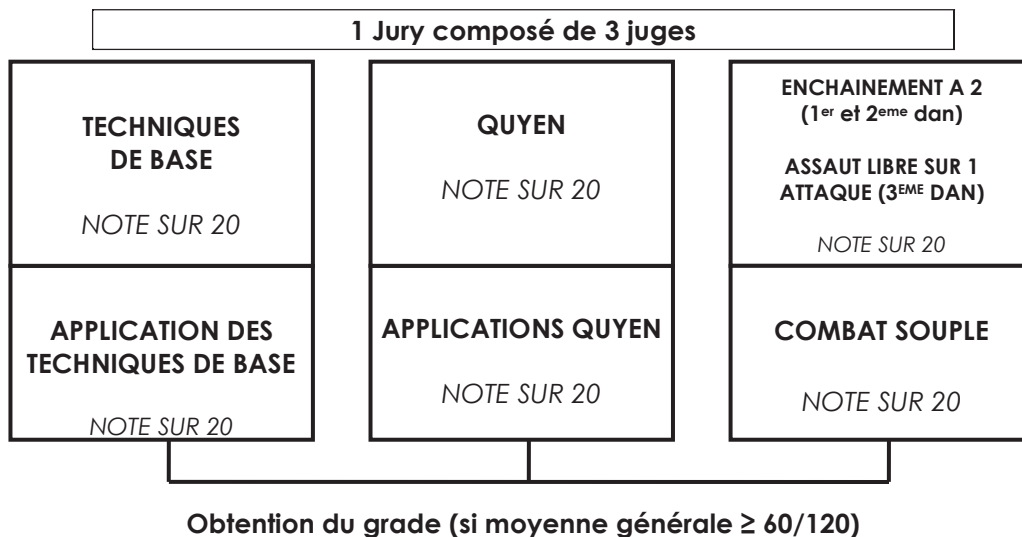 1 Jury composé de 3 juges
TECHNIQUES
DE BASE
NOTE SUR 20
QUYEN
NOTE SUR 20
ENCHAINEMENT A 2
(1er et 2eme dan)
ASSAUT LIBRE SUR 1
ATTAQUE (3EME DAN)
NOTE SUR 20
APPLICATION DES
TECHNIQUES DE BASE
NOTE SUR 20
APPLICATIONS QUYEN
NOTE SUR 20
COMBAT SOUPLE
NOTE SUR 20
Obtention du grade (si moyenne générale ≥ 60/120)